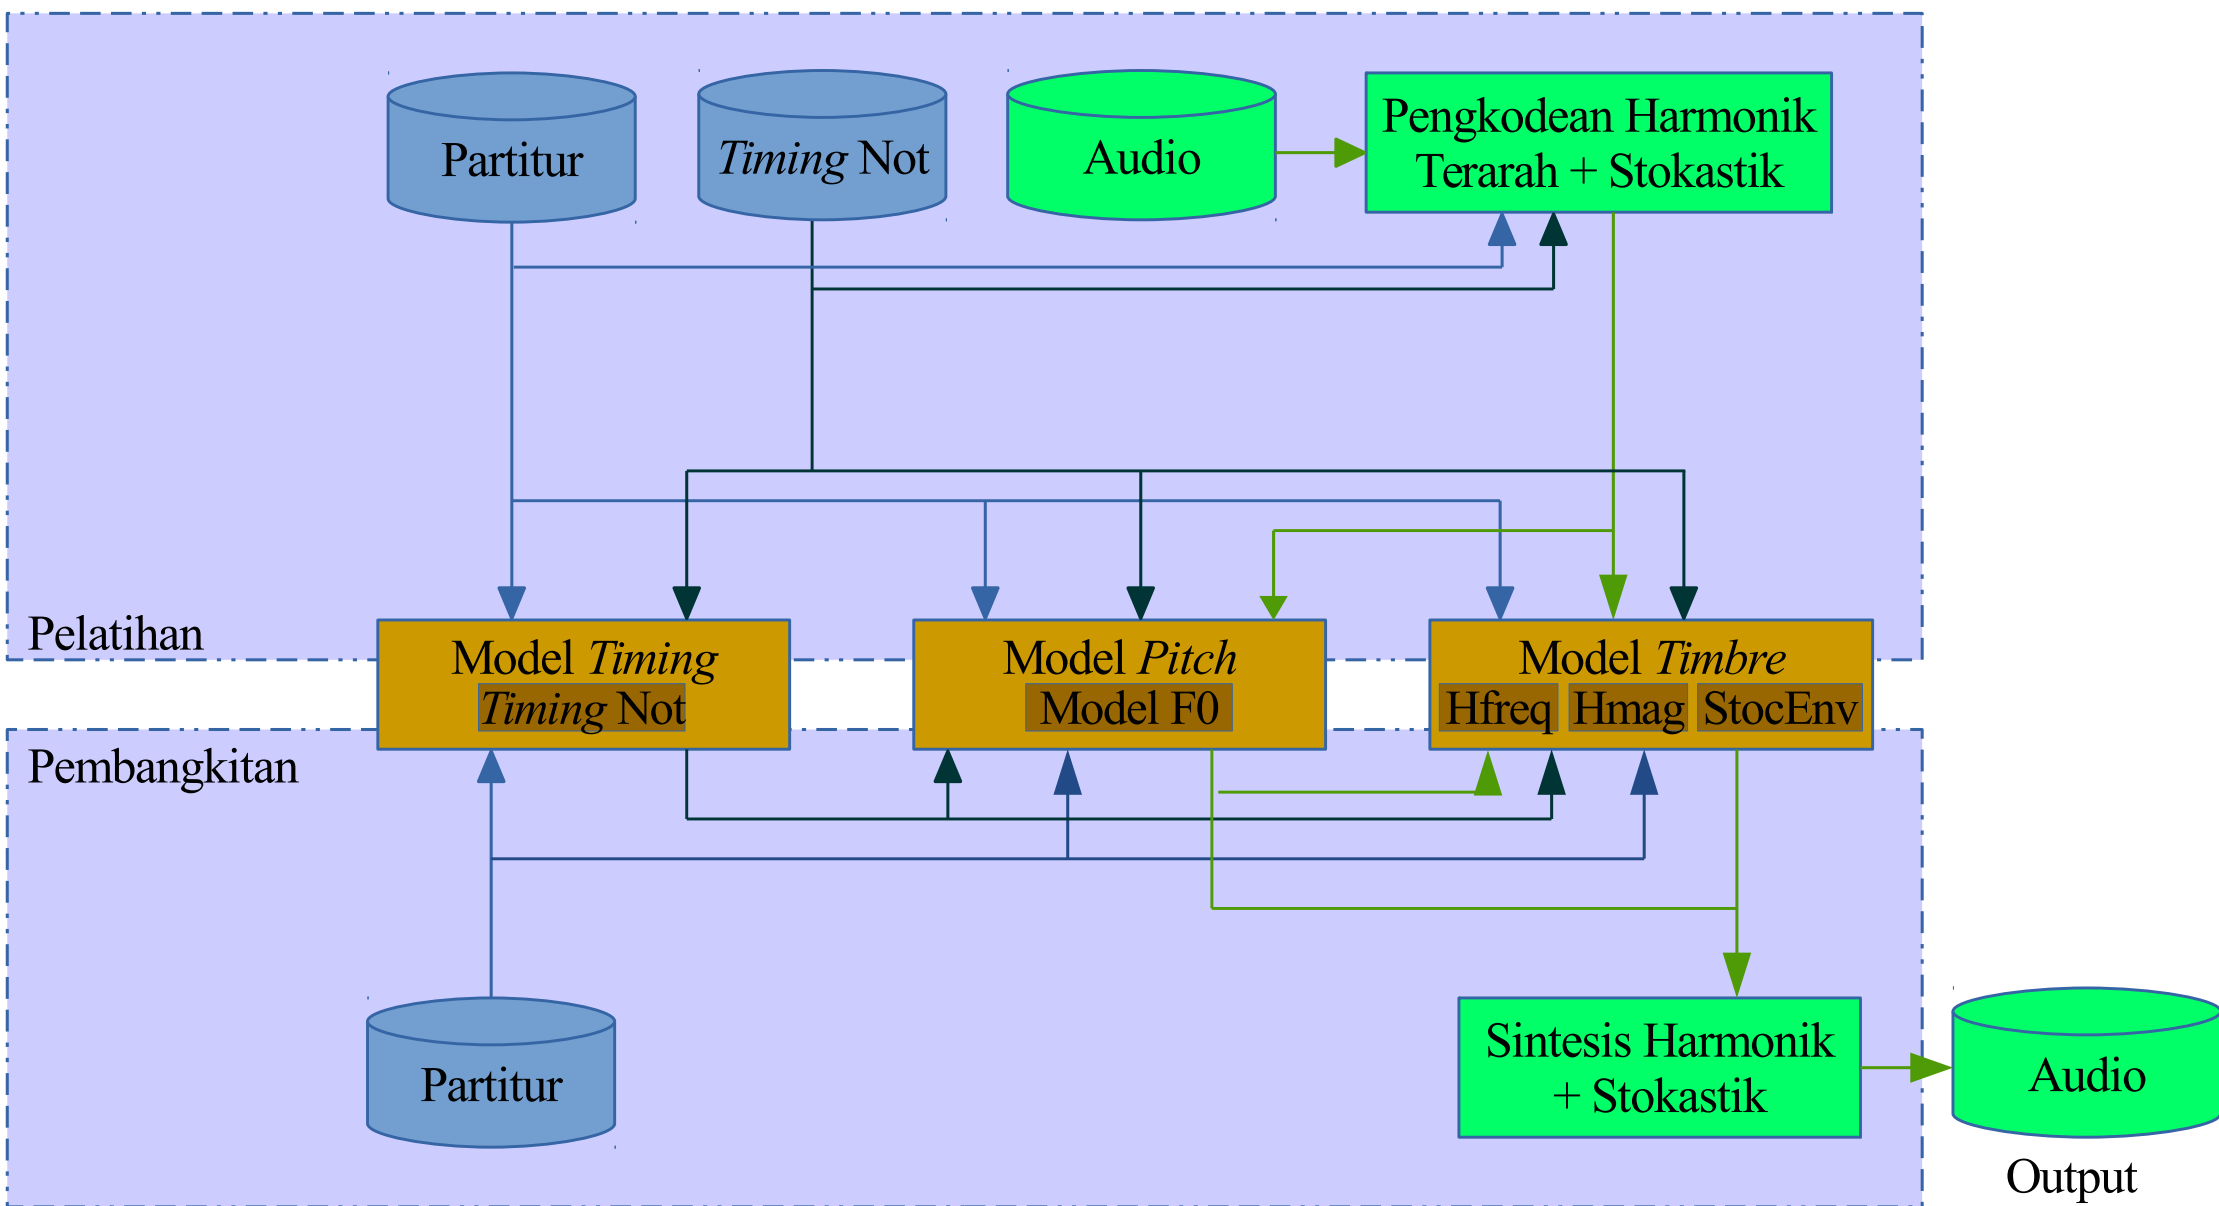 Partitur
Timing Not
Audio
Pengkodean Harmonik
Terarah + Stokastik
Pelatihan
Model Timing
Timing Not
Model Pitch
Model F0
Model Timbre
Hfreq Hmag StocEnv
Pembangkitan
Partitur
Sintesis Harmonik
+ Stokastik
Audio
Output